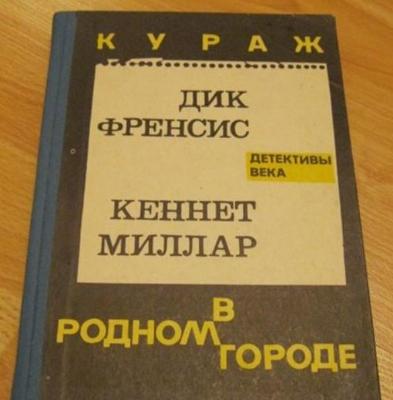 КУРАЖ
ДИК
ФРЕНСИС
ДЕТЕКТИВЫ
ВЕКА
КЕННЕТ
МИЛЛАР
В
РОДНОМ
ГОРОДЕ